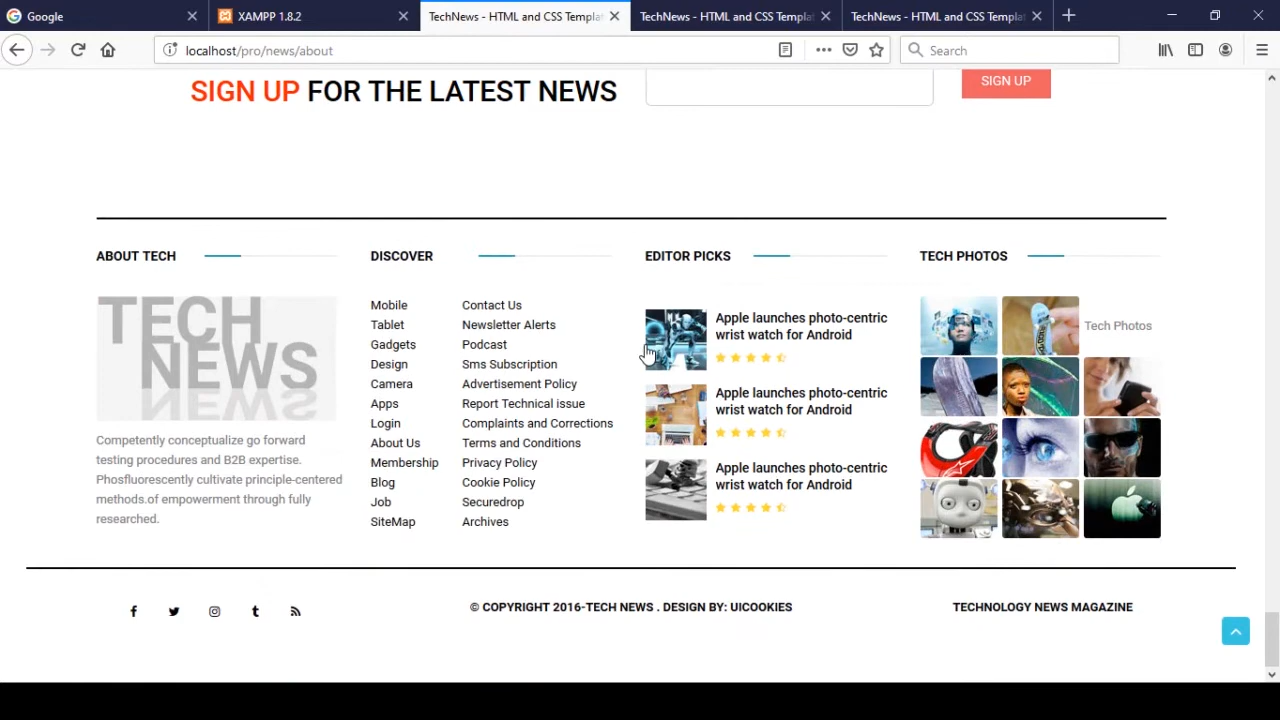 Google
XAMPP 1.8.2
TechNews - HTML and CSS Templat
TechNews - HTML and CSS Templat
TechNews - HTML and CSS Templat
localhost/pro/news/about
Search
SIGN UP FOR THE LATEST NEWS
SIGN UP
ABOUT TECH
TECH
NEWS
Competently conceptualize go forward
testing procedures and B2B expertise.
Phosfluorescently cultivate principle-centered
methods.of empowerment through fully
researched.
DISCOVER
Mobile
Tablet
Gadgets
Design
Camera
Apps
Login
About Us
Membership
Blog
Job
SiteMap
Contact Us
Newsletter Alerts
Podcast
Sms Subscription
Advertisement Policy
Report Technical issue
Complaints and Corrections
Terms and Conditions
Privacy Policy
Cookie Policy
Securedrop
Archives
EDITOR PICKS
Apple launches photo-centric
wrist watch for Android
Apple launches photo-centric
wrist watch for Android
Apple launches photo-centric
wrist watch for Android
TECH PHOTOS
Tech Photos
© COPYRIGHT 2016-TECH NEWS . DESIGN BY: UICOOKIES
TECHNOLOGY NEWS MAGAZINE